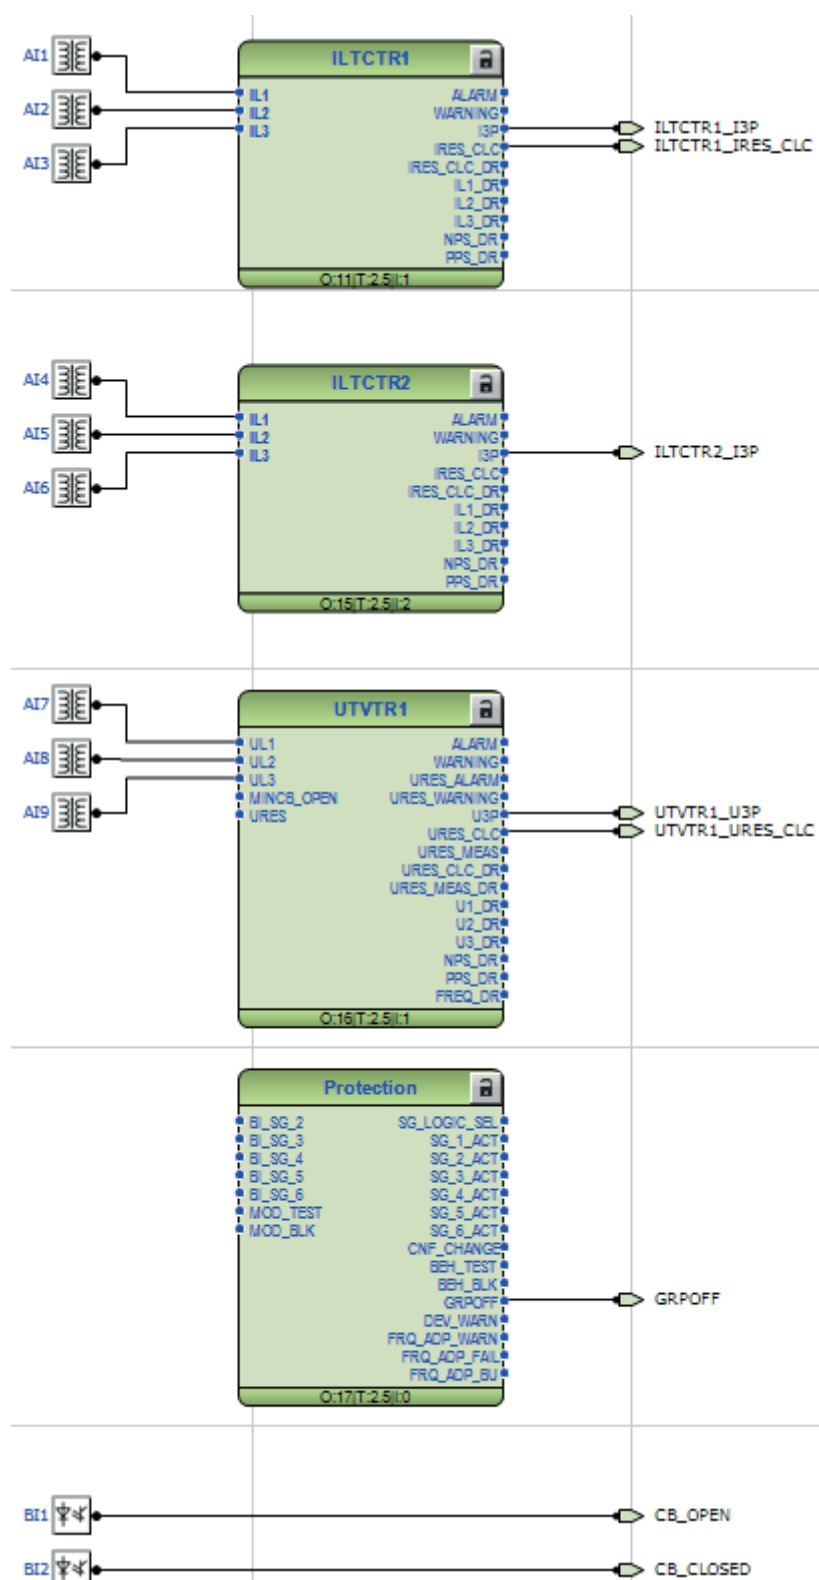 AI1
ILTCTR1
IL1 ALARM
AI2
IL2 WARNING
IL3 I3P ILTCTR1_I3P
IRES_CLC ILTCTR1_IRES_CLC
AI3
IRES_CLC_DR
IL1_DR
IL2_DR
IL3_DR
NPS_DR
PPS_DR
O:11|T:2.5|I:1
AI4
ILTCTR2
IL1 ALARM
AI5
IL2 WARNING
IL3 I3P ILTCTR2_I3P
IRES_CLC
AI6
IRES_CLC_DR
IL1_DR
IL2_DR
IL3_DR
NPS_DR
PPS_DR
O:15|T:2.5|I:2
AI7
UTVTR1
UL1 ALARM
AI8
UL2 WARNING
UL3 URES_ALARM
MINCB_OPEN URES_WARNING
AI9
URES U3P UTVTR1_U3P
URES_CLC UTVTR1_URES_CLC
URES_MEAS
URES_CLC_DR
URES_MEAS_DR
U1_DR
U2_DR
U3_DR
NPS_DR
PPS_DR
FREQ_DR
O:16|T:2.5|I:1
Protection
BI_SG_2 SG_LOGIC_SEL
BI_SG_3 SG_1_ACT
BI_SG_4 SG_2_ACT
BI_SG_5 SG_3_ACT
BI_SG_6 SG_4_ACT
MOD_TEST SG_5_ACT
MOD_BLK SG_6_ACT
CNF_CHANGE
BEH_TEST
BEH_BLK
GRPOFF GRPOFF
DEV_WARN
FRQ_ADP_WARN
FRQ_ADP_FAIL
FRQ_ADP_BU
O:17|T:2.5|I:0
BI1 CB_OPEN
BI2 CB_CLOSED